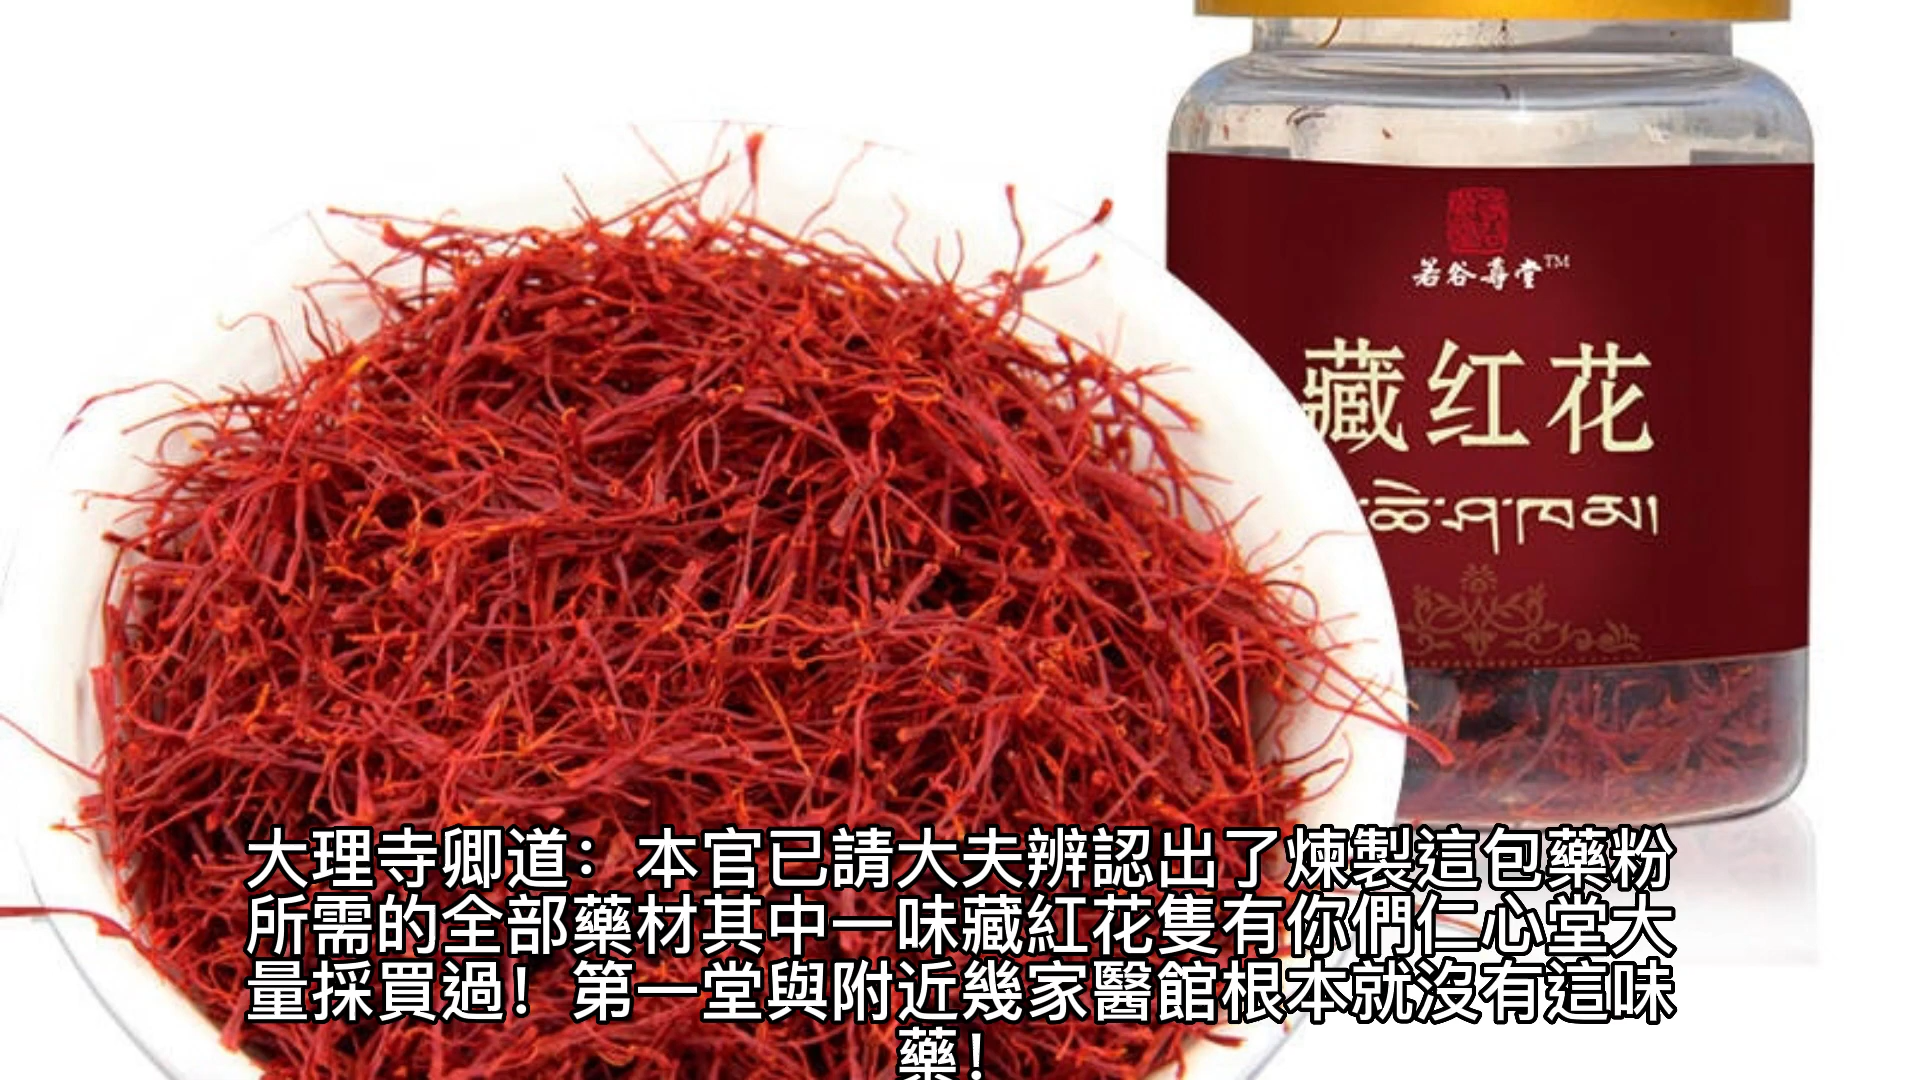 若谷寿堂™
藏红花
大理寺卿道：本官已請大夫辨認出了煉製這包藥粉
所需的全部藥材其中一味藏紅花隻有你們仁心堂大
量採買過！第一堂與附近幾家醫館根本就沒有這味
藥！